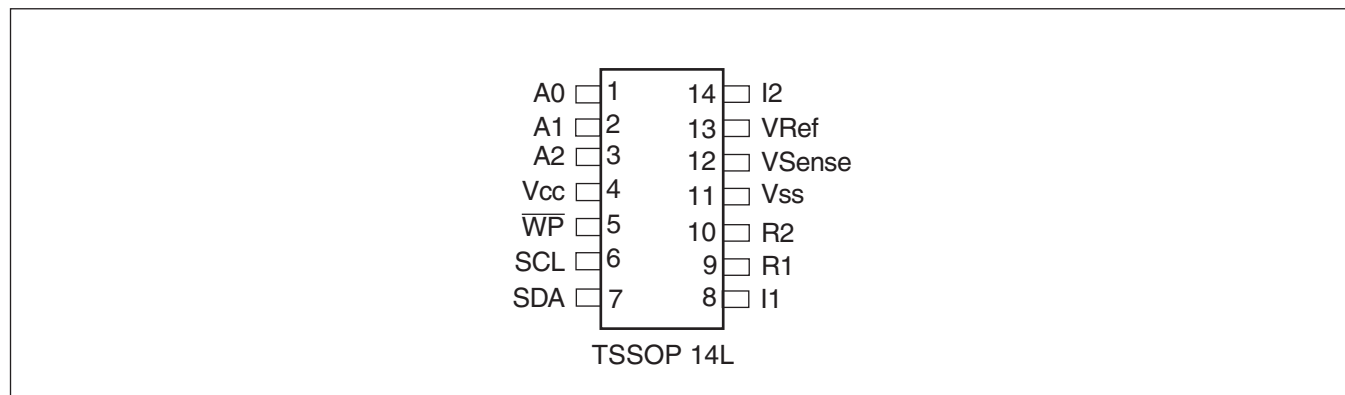 A0 1 14 I2
A1 2 13 VRef
A2 3 12 VSense
Vcc 4 11 Vss
W̅P̅ 5 10 R2
SCL 6 9 R1
SDA 7 8 I1
TSSOP 14L